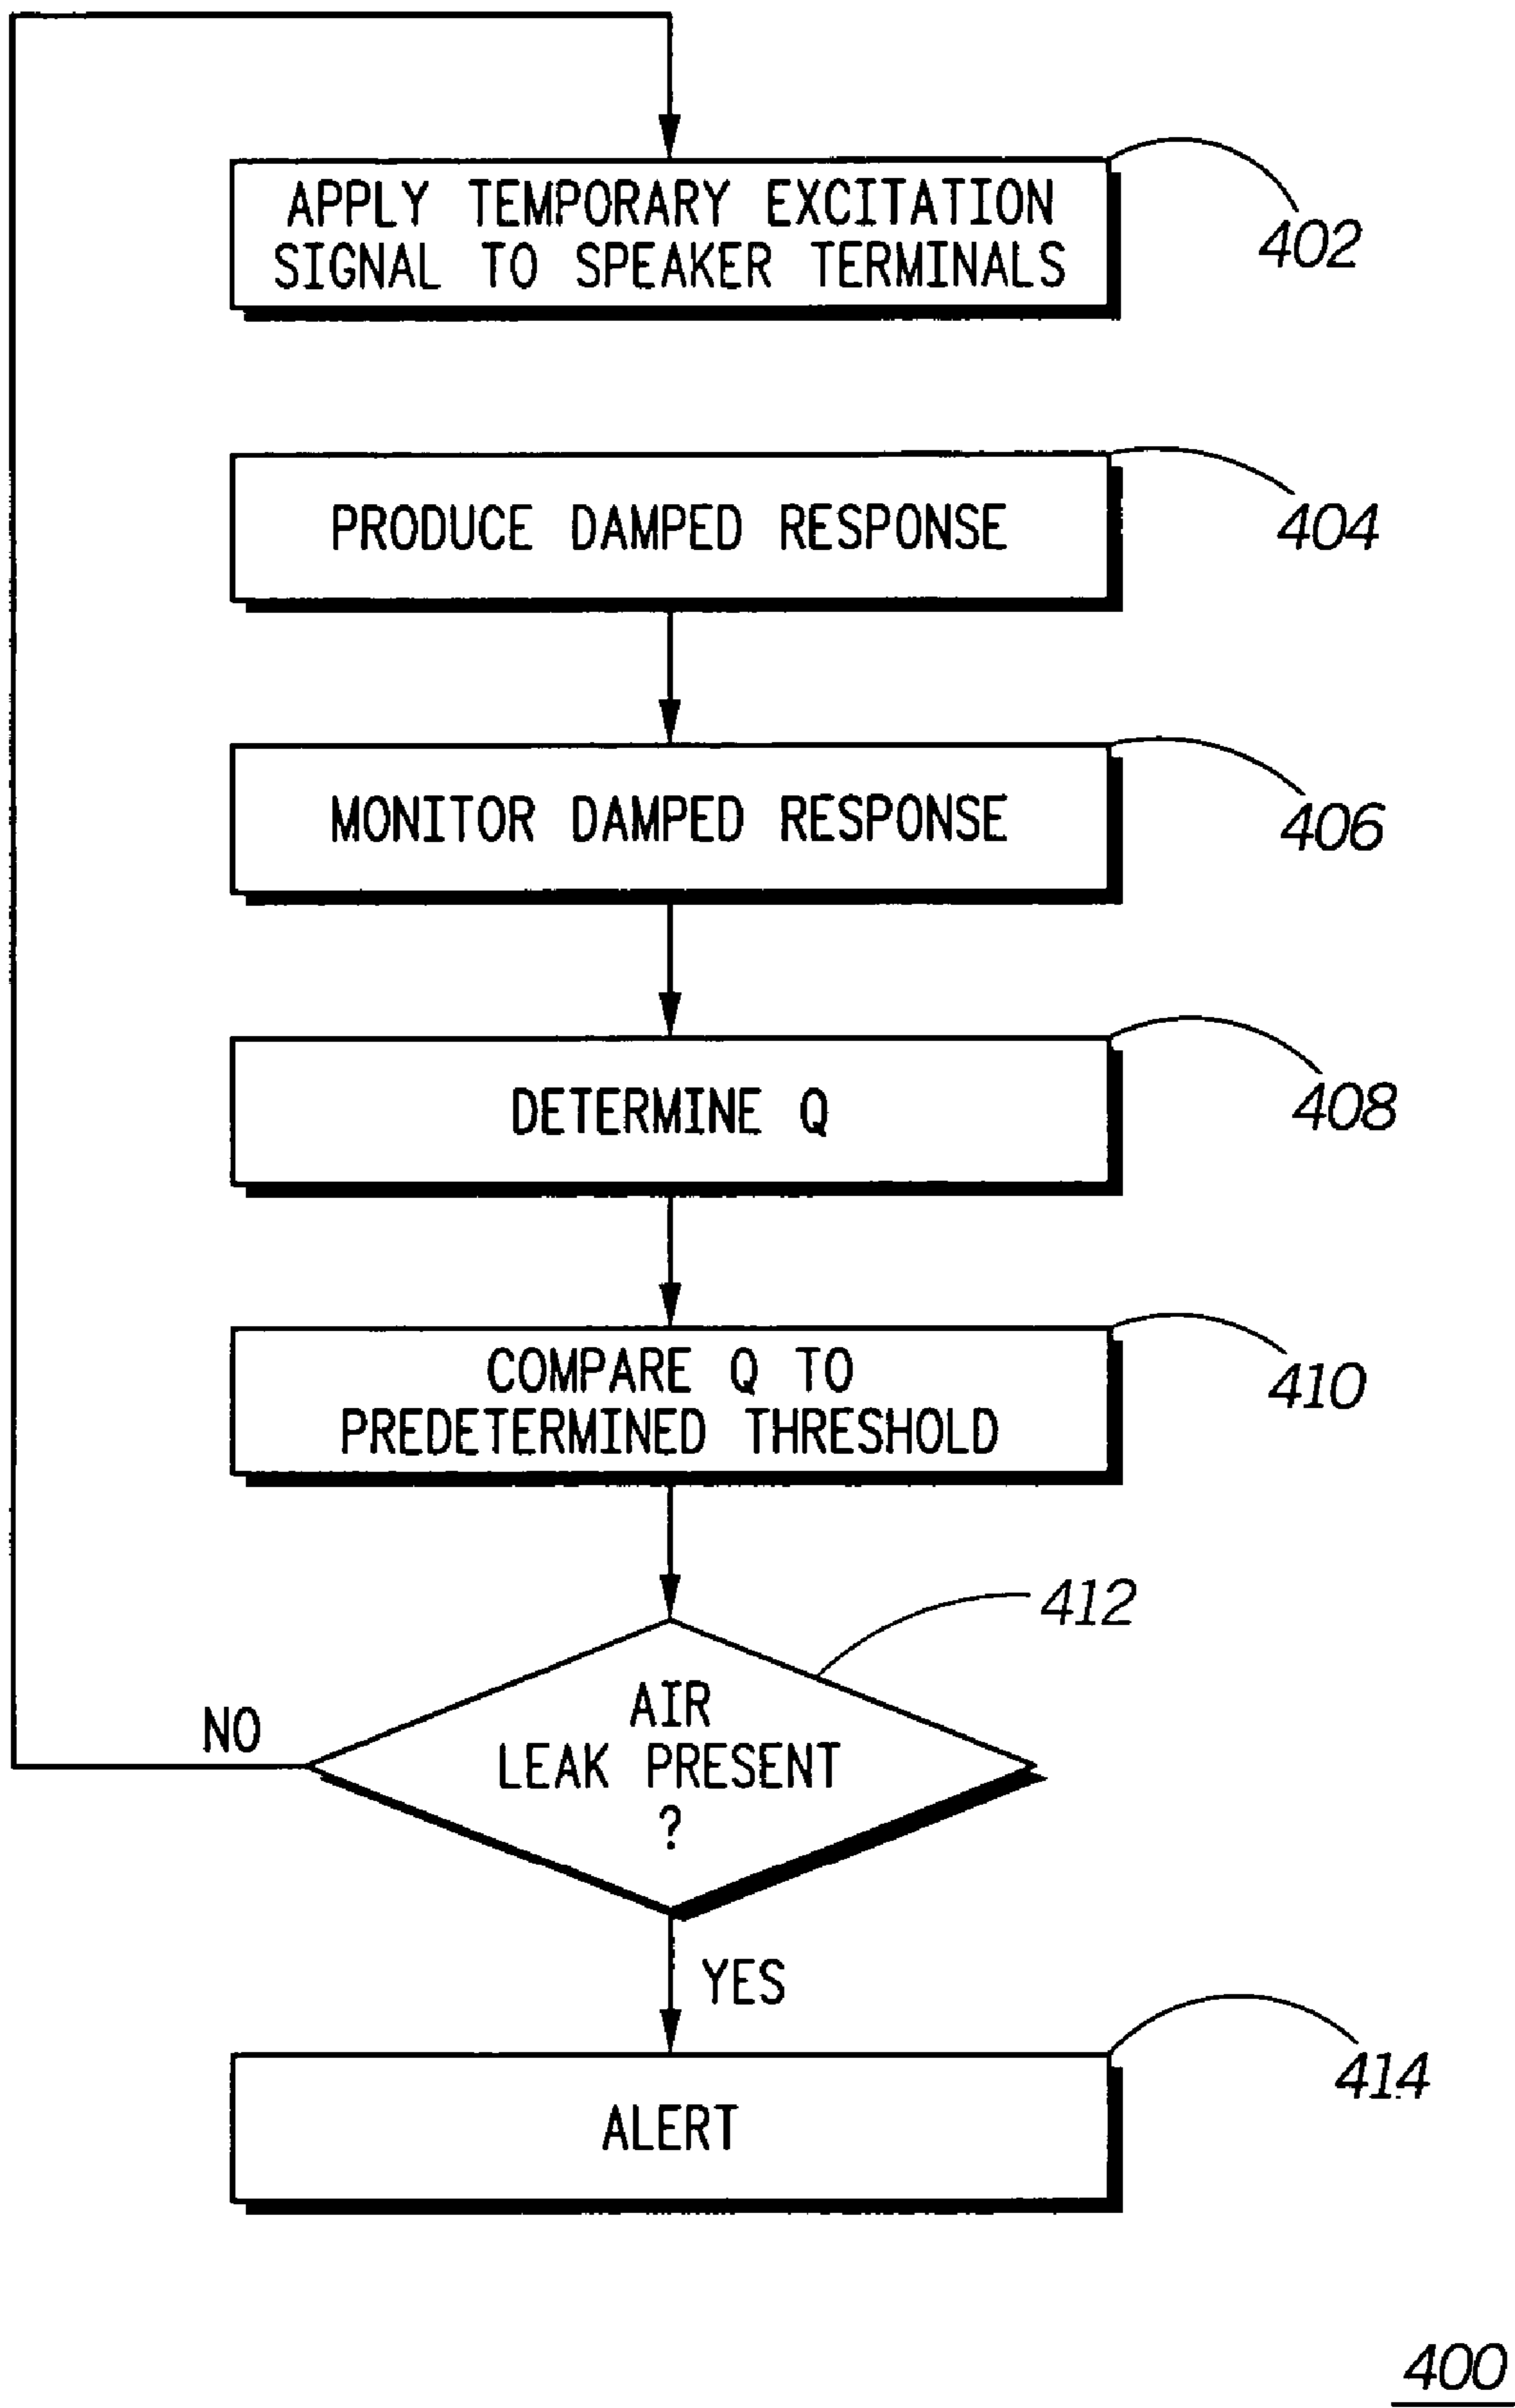 APPLY TEMPORARY EXCITATION
SIGNAL TO SPEAKER TERMINALS
402
PRODUCE DAMPED RESPONSE
404
MONITOR DAMPED RESPONSE
406
DETERMINE Q
408
COMPARE Q TO
PREDETERMINED THRESHOLD
410
412
AIR
LEAK PRESENT
?
NO
YES
ALERT
414
400